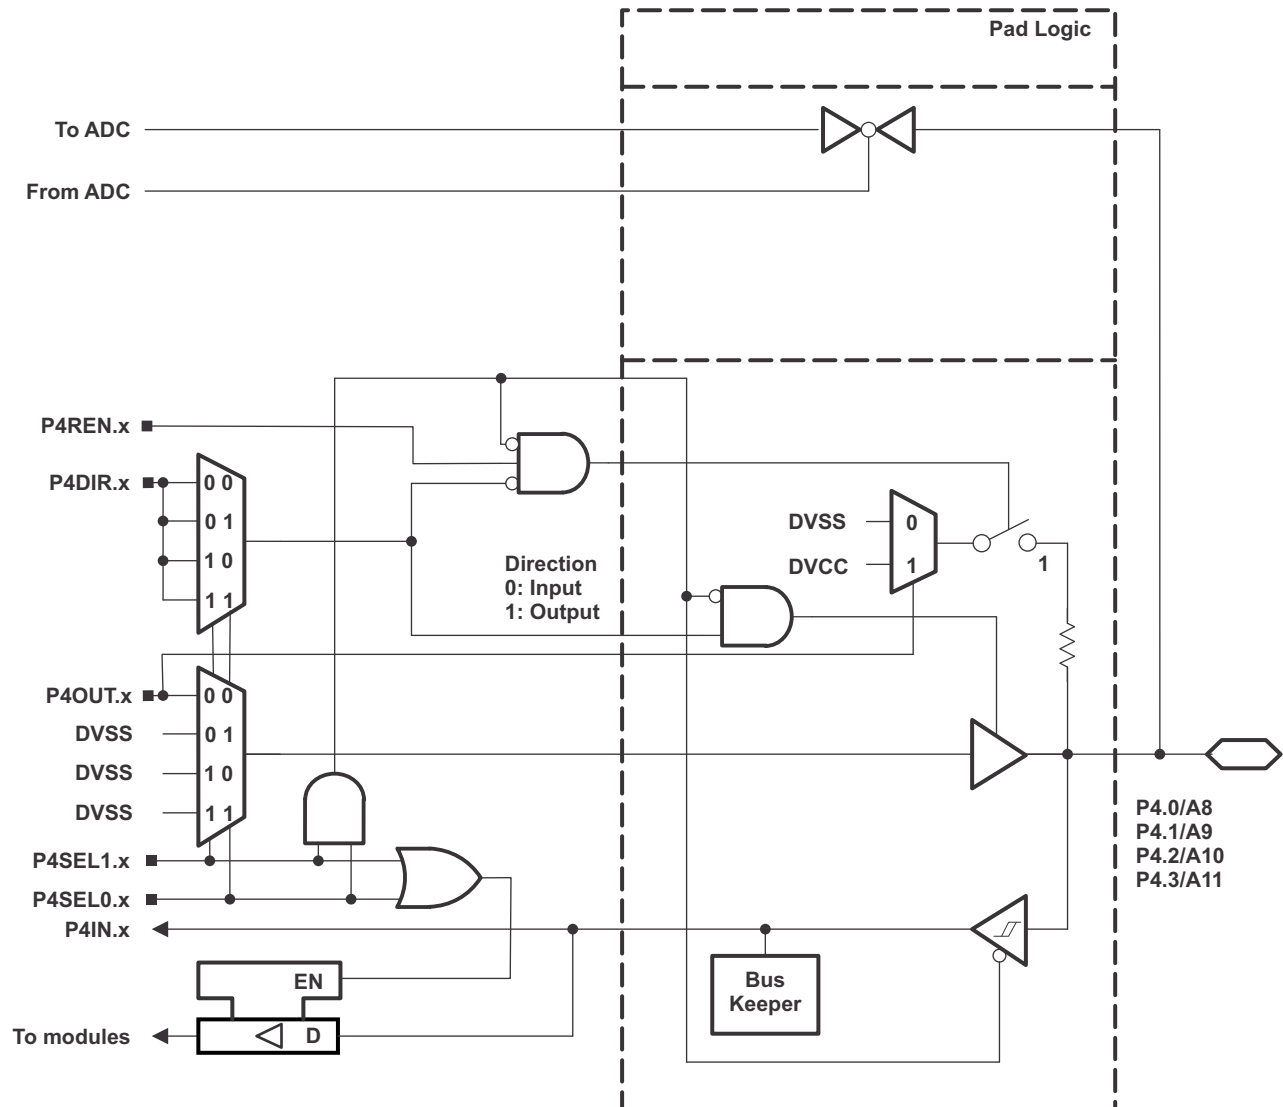 Pad Logic
To ADC
From ADC
P4REN.x
P4DIR.x
0 0
0 1
1 0
1 1
Direction
0: Input
1: Output
DVSS
0
DVCC
1
1
P4OUT.x
0 0
DVSS
0 1
DVSS
1 0
DVSS
1 1
P4SEL1.x
P4SEL0.x
P4IN.x
P4.0/A8
P4.1/A9
P4.2/A10
P4.3/A11
Bus
Keeper
EN
D
To modules